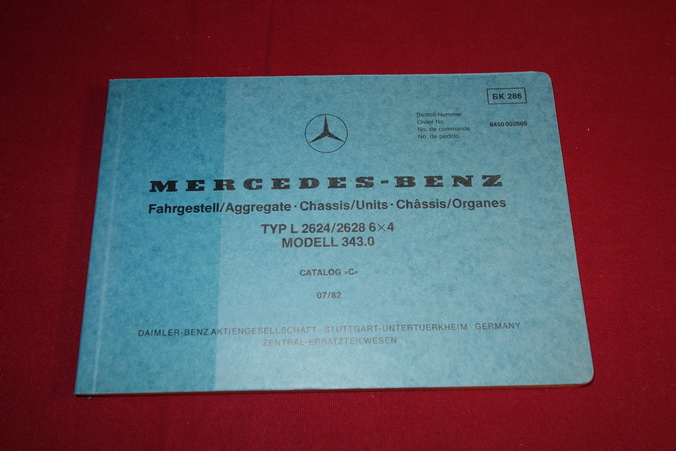 BK 286
Bestell-Nummer
Order No.
No. de commande
No. de pedido
6450 002860
MERCEDES-BENZ
Fahrgestell/Aggregate · Chassis/Units · Châssis/Organes
TYP L 2624/2628 6×4
MODELL 343.0
CATALOG »C«
07/82
DAIMLER-BENZ AKTIENGESELLSCHAFT · STUTTGART-UNTERTUERKHEIM GERMANY
ZENTRAL-ERSATZTEILWESEN